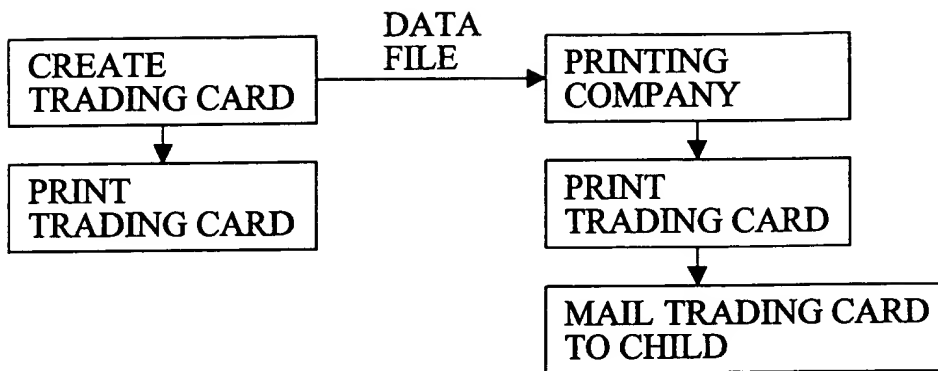 CREATE
TRADING CARD
DATA
FILE
PRINTING
COMPANY
PRINT
TRADING CARD
PRINT
TRADING CARD
MAIL TRADING CARD
TO CHILD